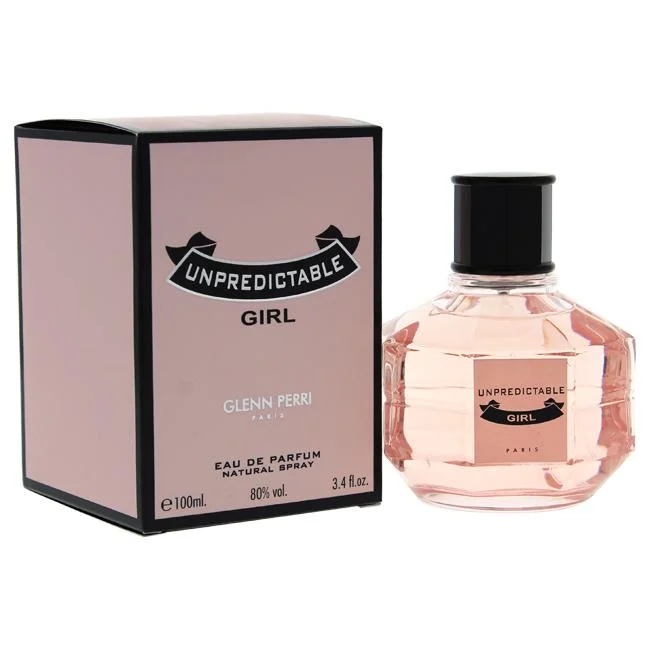 UNPREDICTABLE
GIRL
GLENN PERRI
PARIS
EAU DE PARFUM
NATURAL SPRAY
℮100ml. 80% vol. 3.4 fl.oz.
UNPREDICTABLE
GIRL
PARIS